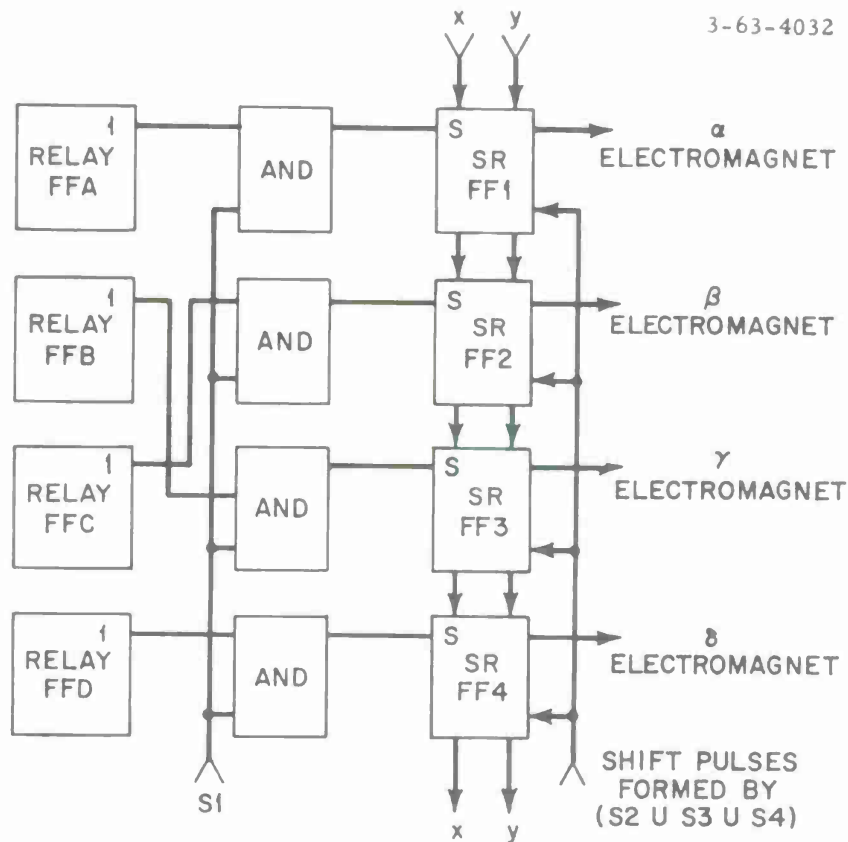 3-63-4032
x y
1
RELAY
FFA
AND
S
SR
FF1
α
ELECTROMAGNET
1
RELAY
FFB
AND
S
SR
FF2
β
ELECTROMAGNET
1
RELAY
FFC
AND
S
SR
FF3
γ
ELECTROMAGNET
1
RELAY
FFD
AND
S
SR
FF4
δ
ELECTROMAGNET
S1
x y
SHIFT PULSES
FORMED BY
(S2 U S3 U S4)